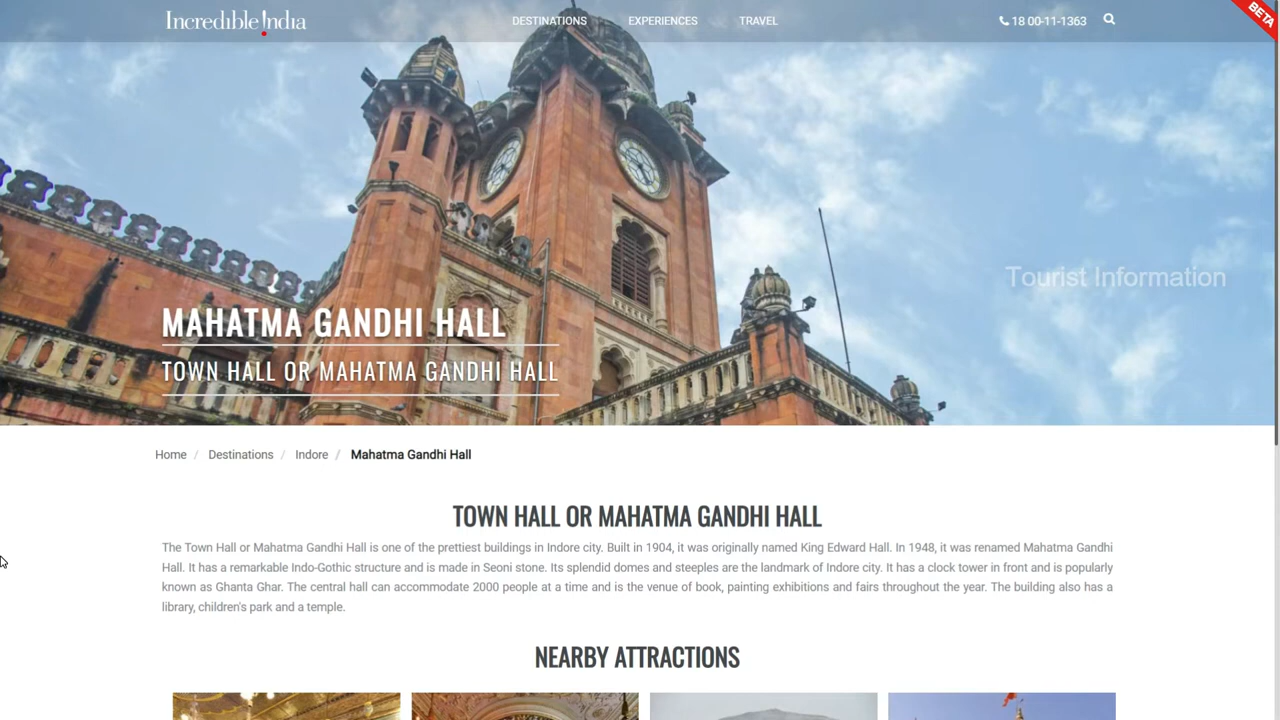 Incredible !ndia
DESTINATIONS
EXPERIENCES
TRAVEL
18 00-11-1363
BETA
Tourist Information
MAHATMA GANDHI HALL
TOWN HALL OR MAHATMA GANDHI HALL
Home / Destinations / Indore / Mahatma Gandhi Hall
TOWN HALL OR MAHATMA GANDHI HALL
The Town Hall or Mahatma Gandhi Hall is one of the prettiest buildings in Indore city. Built in 1904, it was originally named King Edward Hall. In 1948, it was renamed Mahatma Gandhi
Hall. It has a remarkable Indo-Gothic structure and is made in Seoni stone. Its splendid domes and steeples are the landmark of Indore city. It has a clock tower in front and is popularly
known as Ghanta Ghar. The central hall can accommodate 2000 people at a time and is the venue of book, painting exhibitions and fairs throughout the year. The building also has a
library, children's park and a temple.
NEARBY ATTRACTIONS